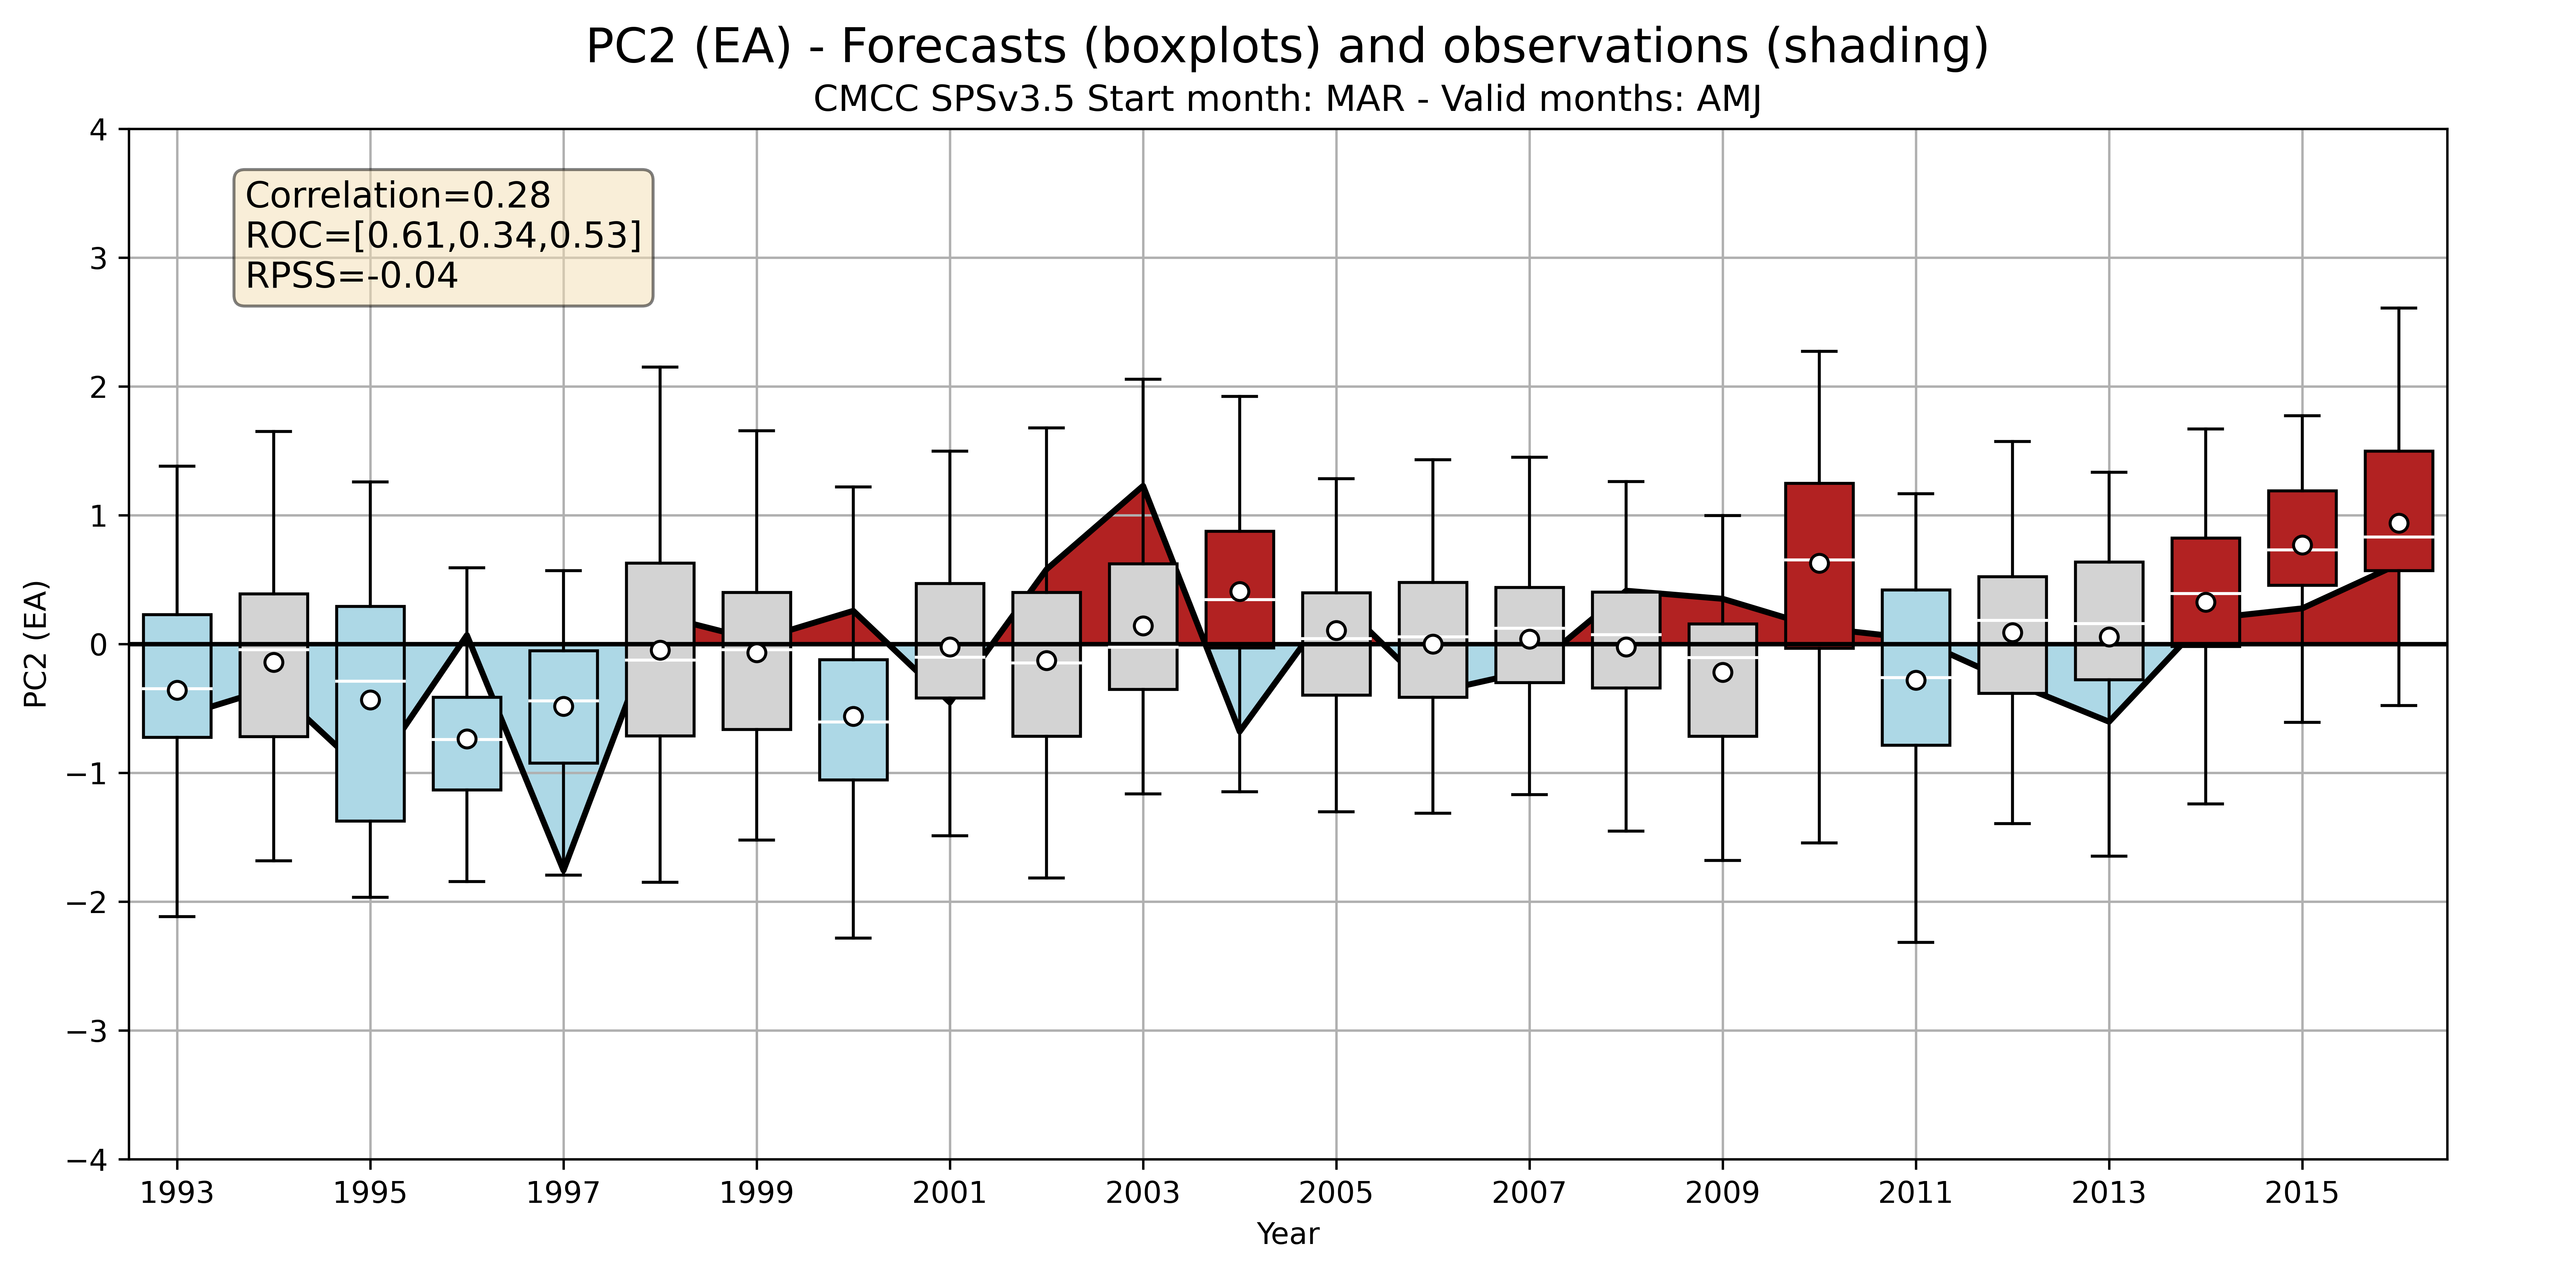 PC2 (EA) - Forecasts (boxplots) and observations (shading)
CMCC SPSv3.5 Start month: MAR - Valid months: AMJ
Correlation=0.28
ROC=[0.61,0.34,0.53]
RPSS=-0.04
PC2 (EA)
4
3
2
1
0
−1
−2
−3
−4
1993 1995 1997 1999 2001 2003 2005 2007 2009 2011 2013 2015
Year